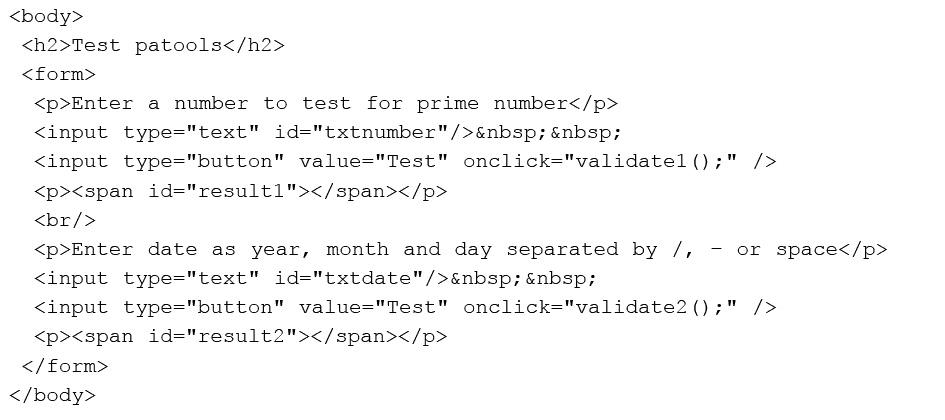 <body>
<h2>Test patools</h2>
<form>
<p>Enter a number to test for prime number</p>
<input type="text" id="txtnumber"/>&nbsp;&nbsp;
<input type="button" value="Test" onclick="validate1();" />
<p><span id="result1"></span></p>
<br/>
<p>Enter date as year, month and day separated by /, – or space</p>
<input type="text" id="txtdate"/>&nbsp;&nbsp;
<input type="button" value="Test" onclick="validate2();" />
<p><span id="result2"></span></p>
</form>
</body>